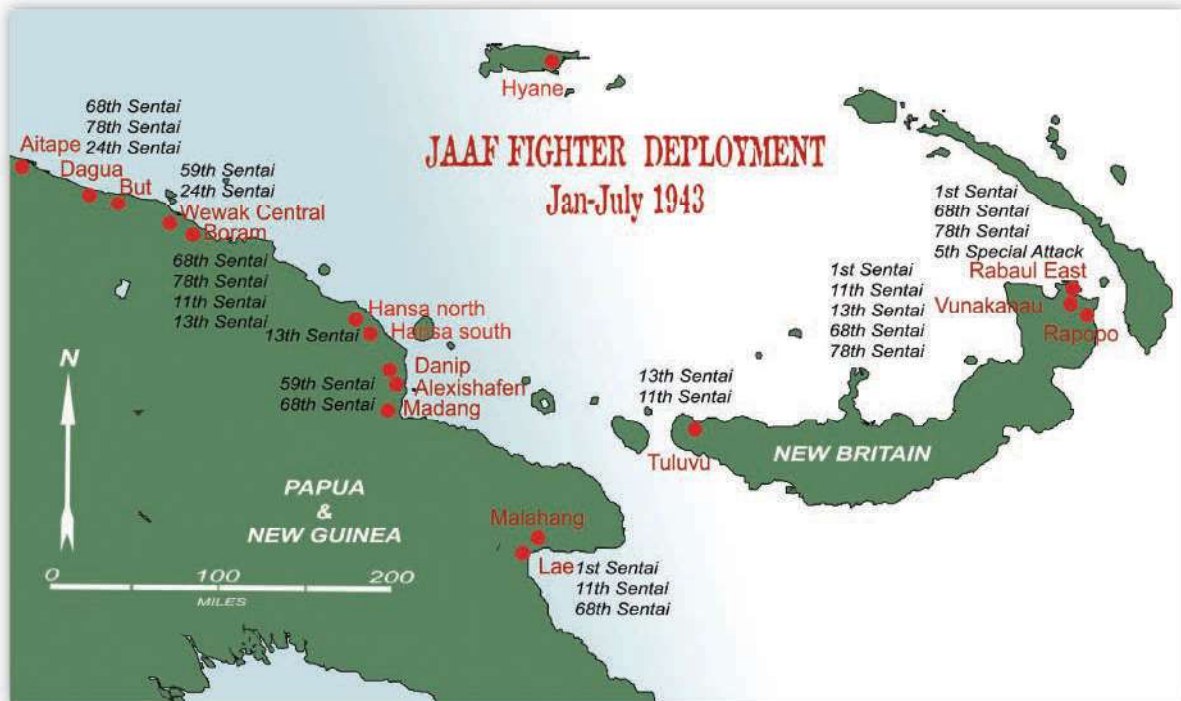 Hyane
JAAF FIGHTER DEPLOYMENT
Jan-July 1943
68th Sentai
78th Sentai
24th Sentai
Aitape
Dagua
But
59th Sentai
24th Sentai
Wewak Central
Boram
68th Sentai
78th Sentai
11th Sentai
13th Sentai
Hansa north
13th Sentai
Hansa south
Danip
59th Sentai
Alexishafen
68th Sentai
Madang
1st Sentai
68th Sentai
78th Sentai
5th Special Attack
Rabaul East
Vunakanau
Rapopo
1st Sentai
11th Sentai
13th Sentai
68th Sentai
78th Sentai
13th Sentai
11th Sentai
Tuluvu
NEW BRITAIN
N
PAPUA
&
NEW GUINEA
Malahang
Lae
1st Sentai
11th Sentai
68th Sentai
0 100 200
MILES